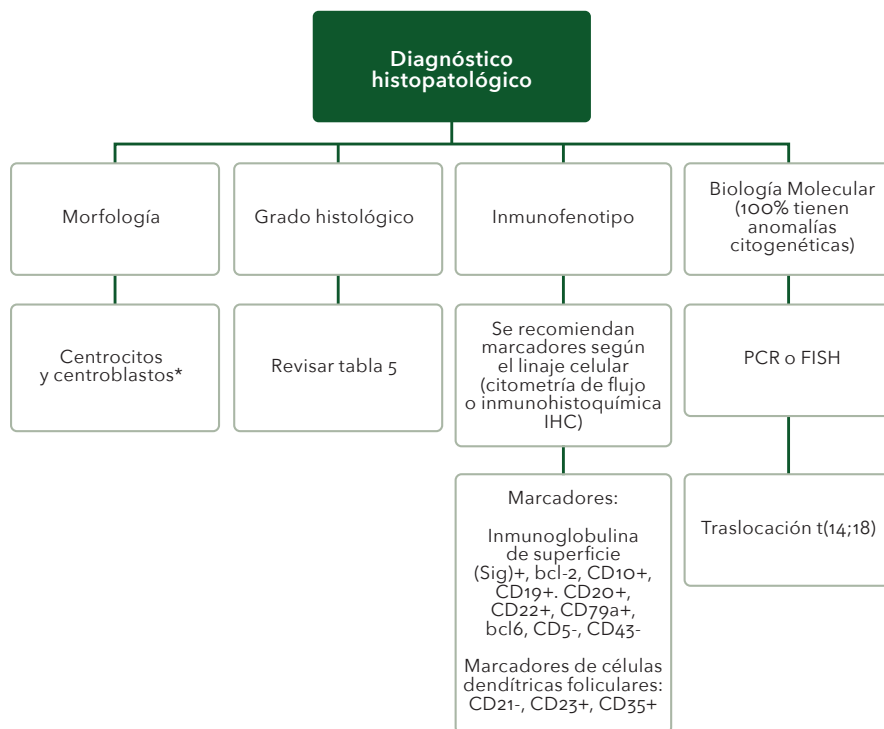 Diagnóstico
histopatológico
Morfología
Grado histológico
Inmunofenotipo
Biología Molecular
(100% tienen
anomalías
citogenéticas)
Centrocitos
y centroblastos*
Revisar tabla 5
Se recomiendan
marcadores según
el linaje celular
(citometría de flujo
o inmunohistoquímica
IHC)
PCR o FISH
Marcadores:
Inmunoglobulina
de superficie
(Sig)+, bcl-2, CD10+,
CD19+. CD20+,
CD22+, CD79a+,
bcl6, CD5-, CD43-
Marcadores de células
dendítricas foliculares:
CD21-, CD23+, CD35+
Traslocación t(14;18)